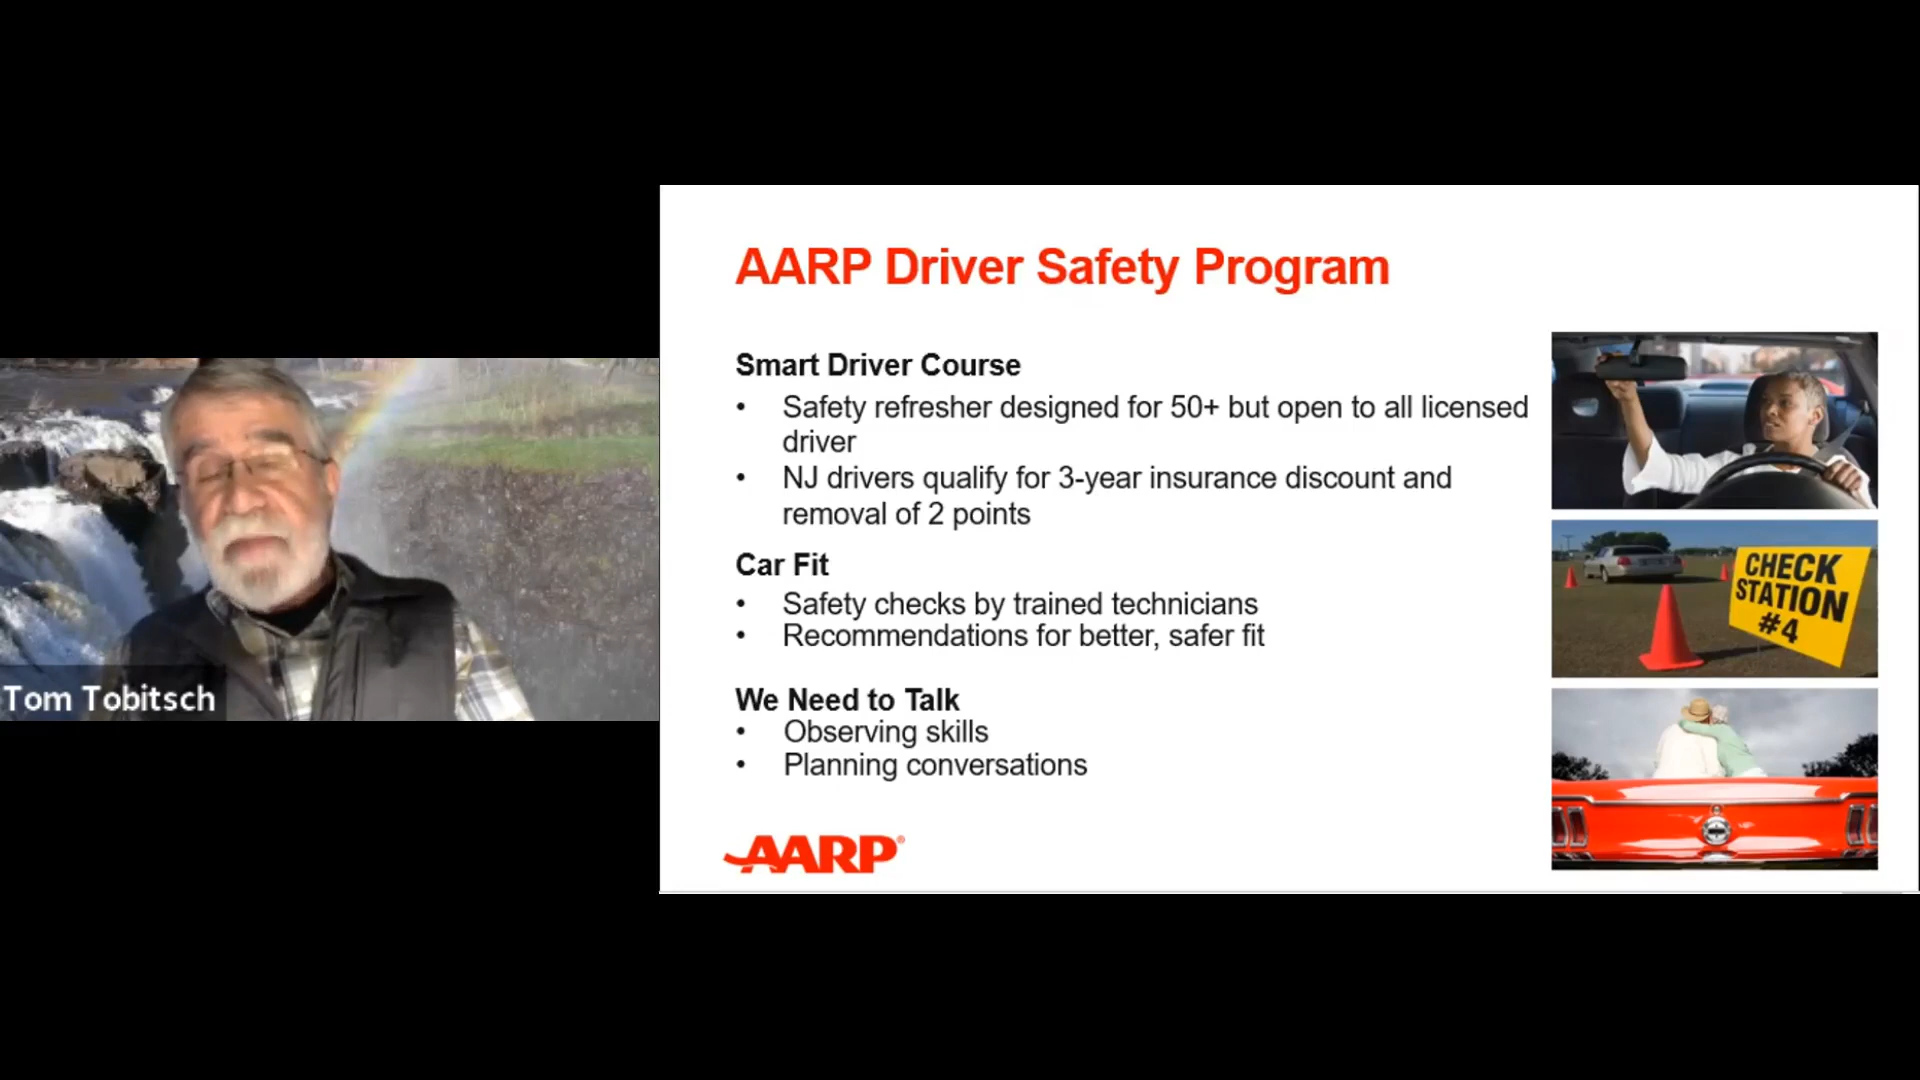 AARP Driver Safety Program
Smart Driver Course
• Safety refresher designed for 50+ but open to all licensed
driver
• NJ drivers qualify for 3-year insurance discount and
removal of 2 points
Car Fit
• Safety checks by trained technicians
• Recommendations for better, safer fit
We Need to Talk
• Observing skills
• Planning conversations
AARP®
CHECK
STATION
#4
Tom Tobitsch